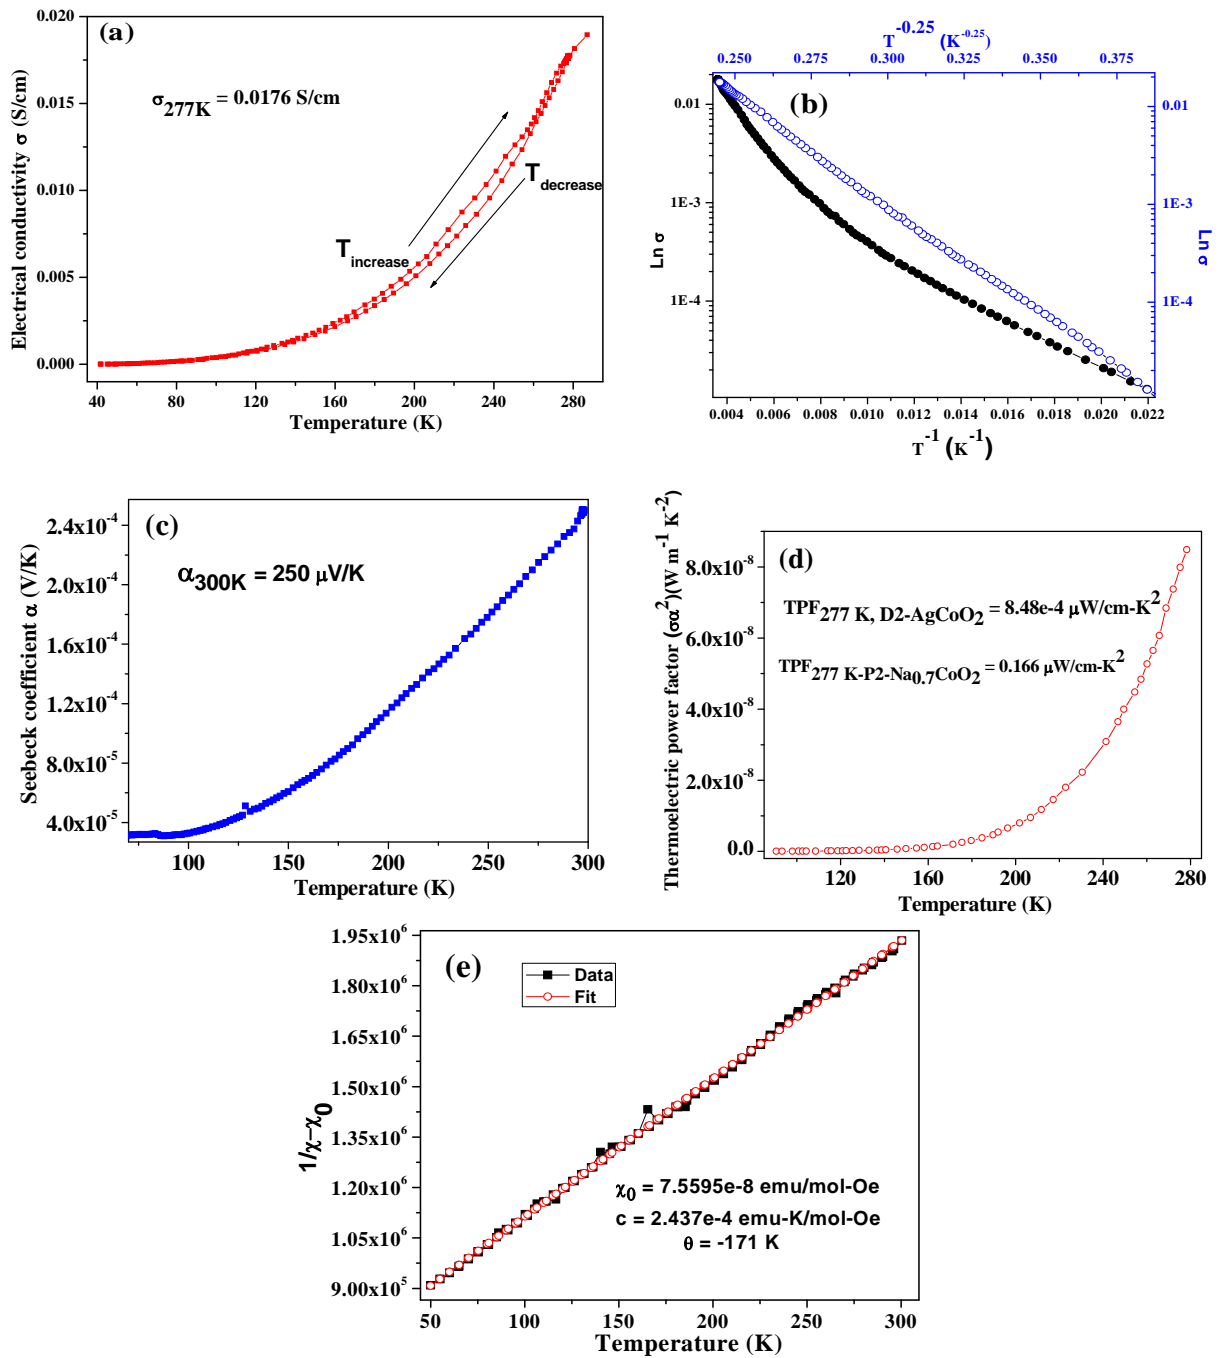 (a)
Electrical conductivity σ (S/cm)
0.020
0.015
0.010
0.005
0.000
σ277K = 0.0176 S/cm
Tincrease
Tdecrease
40 80 120 160 200 240 280
Temperature (K)
T-0.25 (K-0.25)
0.250 0.275 0.300 0.325 0.350 0.375
(b)
Ln σ
0.01
1E-3
1E-4
0.01
1E-3
1E-4
Ln σ
0.004 0.006 0.008 0.010 0.012 0.014 0.016 0.018 0.020 0.022
T-1 (K-1)
(c)
Seebeck coefficient α (V/K)
2.4x10-4
2.0x10-4
1.6x10-4
1.2x10-4
8.0x10-5
4.0x10-5
α300K = 250 μV/K
100 150 200 250 300
Temperature (K)
(d)
Thermoelectric power factor (σα2)(W m-1 K-2)
8.0x10-8
6.0x10-8
4.0x10-8
2.0x10-8
0.0
TPF277 K, D2-AgCoO2 = 8.48e-4 μW/cm-K2
TPF277 K-P2-Na0.7CoO2 = 0.166 μW/cm-K2
120 160 200 240 280
Temperature (K)
(e)
1/χ−χ0
1.95x106
1.80x106
1.65x106
1.50x106
1.35x106
1.20x106
1.05x106
9.00x105
Data
Fit
χ0 = 7.5595e-8 emu/mol-Oe
c = 2.437e-4 emu-K/mol-Oe
θ = -171 K
50 100 150 200 250 300
Temperature (K)